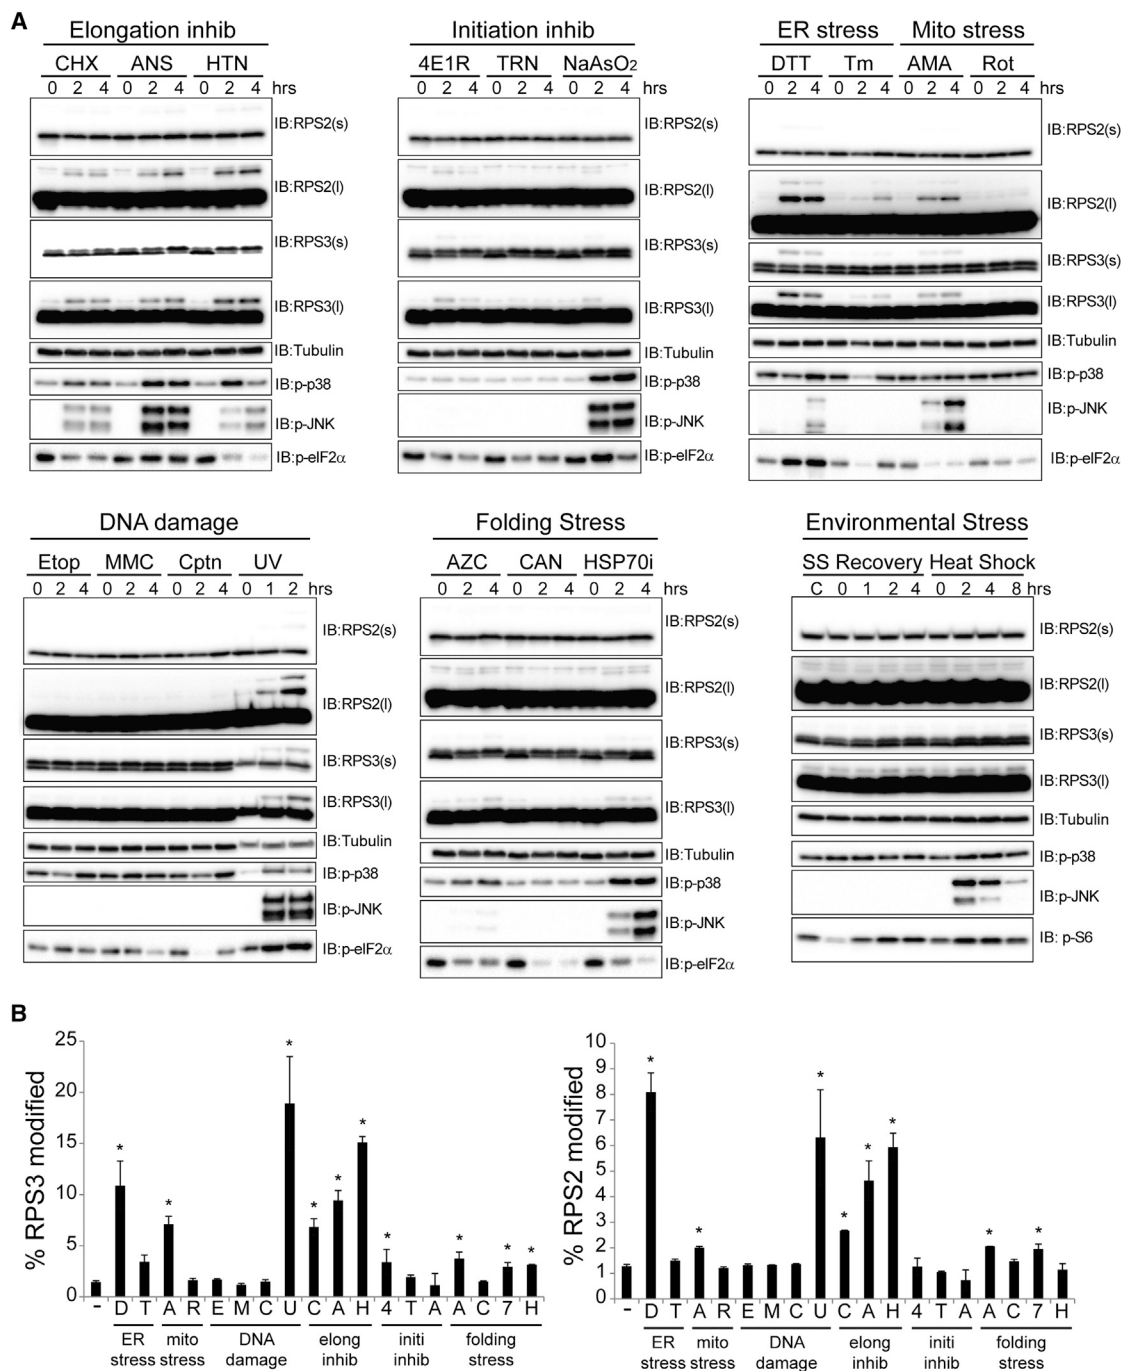 A
Elongation inhib
CHX ANS HTN
0 2 4 0 2 4 0 2 4 hrs
IB:RPS2(s)
IB:RPS2(l)
IB:RPS3(s)
IB:RPS3(l)
IB:Tubulin
IB:p-p38
IB:p-JNK
IB:p-eIF2α
Initiation inhib
4E1R TRN NaAsO2
0 2 4 0 2 4 0 2 4 hrs
IB:RPS2(s)
IB:RPS2(l)
IB:RPS3(s)
IB:RPS3(l)
IB:Tubulin
IB:p-p38
IB:p-JNK
IB:p-eIF2α
ER stress Mito stress
DTT Tm AMA Rot
0 2 4 0 2 4 0 2 4 0 2 4 hrs
IB:RPS2(s)
IB:RPS2(l)
IB:RPS3(s)
IB:RPS3(l)
IB:Tubulin
IB:p-p38
IB:p-JNK
IB:p-eIF2α
DNA damage
Etop MMC Cptn UV
0 2 4 0 2 4 0 2 4 0 1 2 hrs
IB:RPS2(s)
IB:RPS2(l)
IB:RPS3(s)
IB:RPS3(l)
IB:Tubulin
IB:p-p38
IB:p-JNK
IB:p-eIF2α
Folding Stress
AZC CAN HSP70i
0 2 4 0 2 4 0 2 4 hrs
IB:RPS2(s)
IB:RPS2(l)
IB:RPS3(s)
IB:RPS3(l)
IB:Tubulin
IB:p-p38
IB:p-JNK
IB:p-eIF2α
Environmental Stress
SS Recovery Heat Shock
C 0 1 2 4 0 2 4 8 hrs
IB:RPS2(s)
IB:RPS2(l)
IB:RPS3(s)
IB:RPS3(l)
IB:Tubulin
IB:p-p38
IB:p-JNK
IB: p-S6
B
% RPS3 modified
25
20
15
10
5
0
* * * * * * * * * *
- D T A R E M C U C A H 4 T A A C 7 H
ER mito DNA elong initi folding
stress stress damage inhib inhib stress
% RPS2 modified
10
9
8
7
6
5
4
3
2
1
0
* * * * * * * *
- D T A R E M C U C A H 4 T A A C 7 H
ER mito DNA elong initi folding
stress stress damage inhib inhib stress